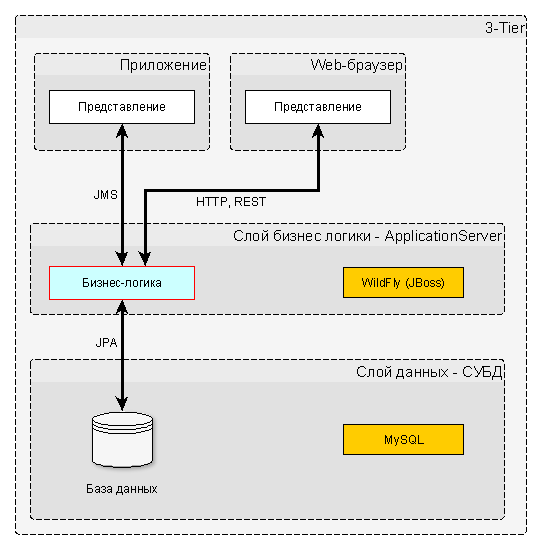 3-Tier
Приложение
Web-браузер
Представление
Представление
JMS
HTTP, REST
Слой бизнес логики - ApplicationServer
Бизнес-логика
WildFly (JBoss)
JPA
Слой данных - СУБД
MySQL
База данных